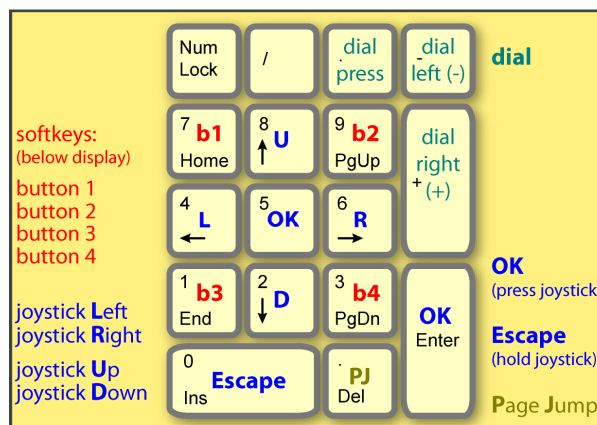 Num
Lock
/
.
dial
press
-
dial
left (-)
dial
softkeys:
(below display)
button 1
button 2
button 3
button 4
7
b1
Home
8
U
9
b2
PgUp
dial
right
+
(+)
4
L
5
OK
6
R
1
b3
End
2
D
3
b4
PgDn
OK
Enter
OK
(press joystick
Escape
(hold joystick)
joystick Left
joystick Right
joystick Up
joystick Down
0
Escape
Ins
.
PJ
Del
Page Jump